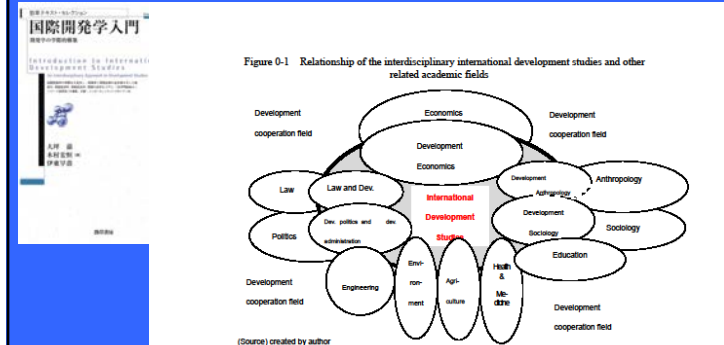 国際開発学入門
開発学の学際的構築
Introduction to Internati
Development Studies
大坪 滋
木村宏恒
伊東早苗
Figure 0-1 Relationship of the interdisciplinary international development studies and other
related academic fields
Development
cooperation field
Economics
Development
cooperation field
Development
Economics
Law
Law and Dev.
Development
Anthropology
Anthropology
International
Development
Studies
Politics
Dev. politics and dev.
administration
Development
Sociology
Sociology
Education
Engineering
Envi-
ron-
ment
Agri-
culture
Health
&
Me-
dicine
Development
cooperation field
Development
cooperation field
(Source) created by author